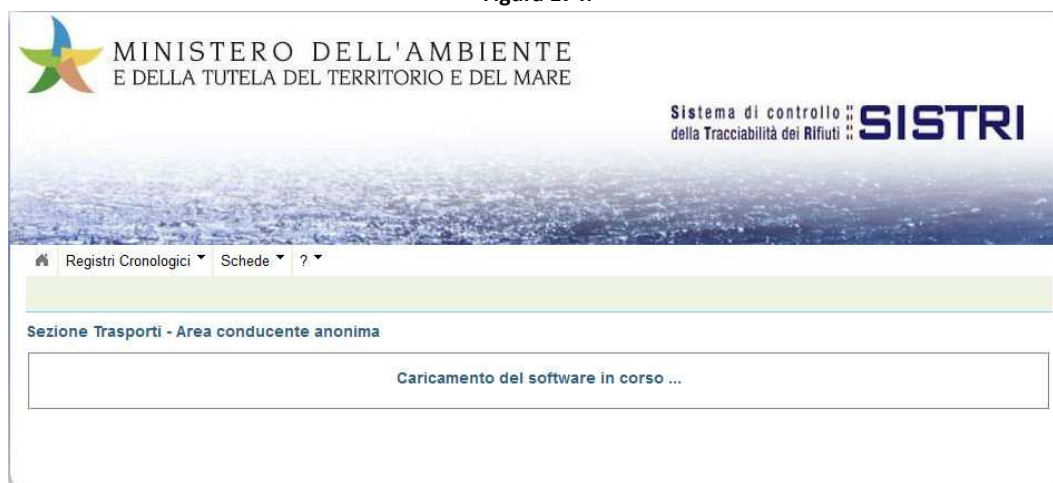 MINISTERO DELL'AMBIENTE
E DELLA TUTELA DEL TERRITORIO E DEL MARE
Sistema di controllo
della Tracciabilità dei Rifiuti
SISTRI
Registri Cronologici Schede ?
Sezione Trasporti - Area conducente anonima
Caricamento del software in corso ...